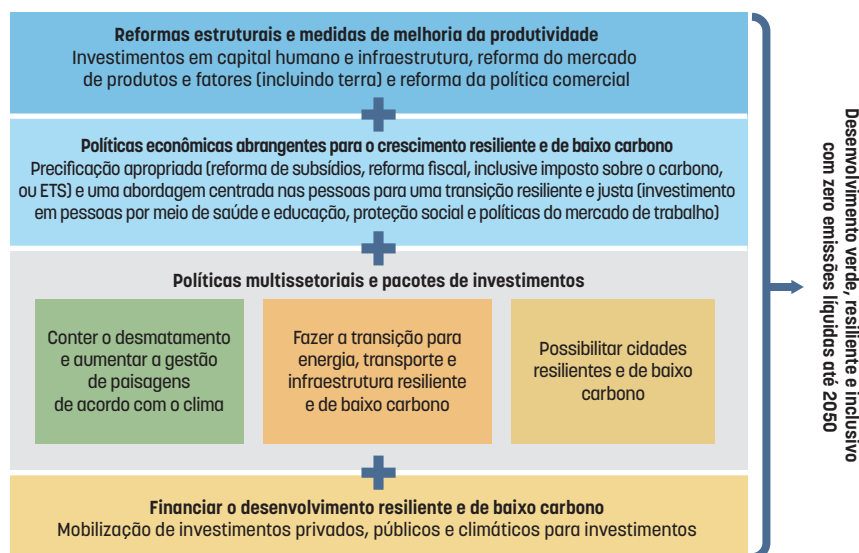 Reformas estruturais e medidas de melhoria da produtividade
Investimentos em capital humano e infraestrutura, reforma do mercado
de produtos e fatores (incluindo terra) e reforma da política comercial
Políticas econômicas abrangentes para o crescimento resiliente e de baixo carbono
Precificação apropriada (reforma de subsídios, reforma fiscal, inclusive imposto sobre o carbono,
ou ETS) e uma abordagem centrada nas pessoas para uma transição resiliente e justa (investimento
em pessoas por meio de saúde e educação, proteção social e políticas do mercado de trabalho)
Políticas multissetoriais e pacotes de investimentos
Conter o desmatamento
e aumentar a gestão
de paisagens
de acordo com o clima
Fazer a transição para
energia, transporte e
infraestrutura resiliente
e de baixo carbono
Possibilitar cidades
resilientes e de baixo
carbono
Financiar o desenvolvimento resiliente e de baixo carbono
Mobilização de investimentos privados, públicos e climáticos para investimentos
Desenvolvimento verde, resiliente e inclusivo
com zero emissões líquidas até 2050